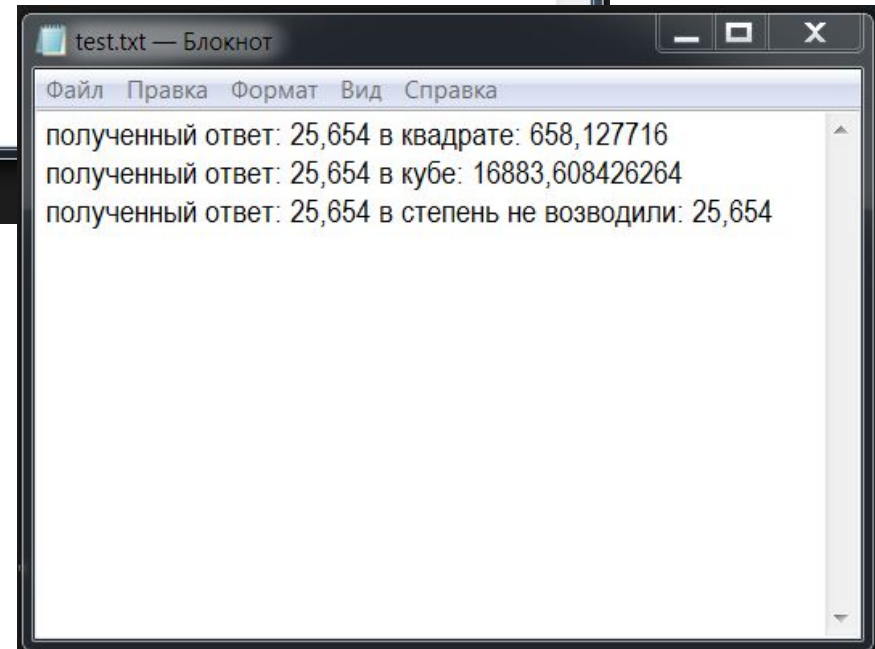 test.txt — Блокнот
Файл Правка Формат Вид Справка
полученный ответ: 25,654 в квадрате: 658,127716
полученный ответ: 25,654 в кубе: 16883,608426264
полученный ответ: 25,654 в степень не возводили: 25,654